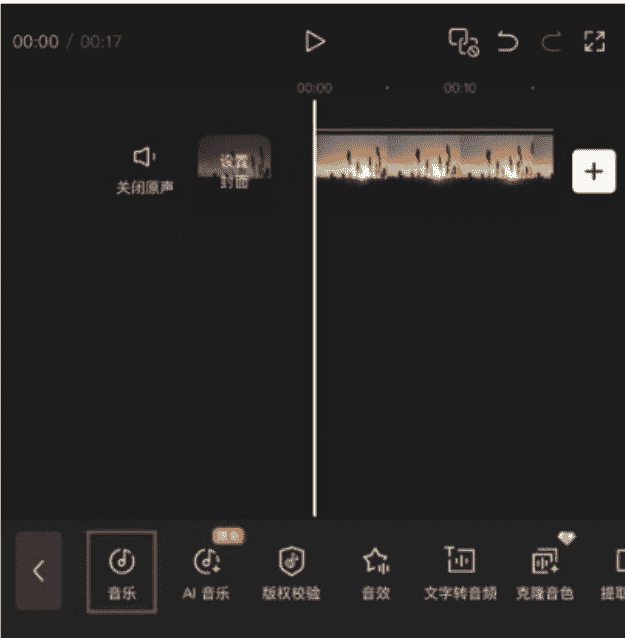 00:00 / 00:17
00:00
00:10
关闭原声
设置
封面
音乐
AI 音乐
版权校验
音效
文字转音频
克隆音色
提取